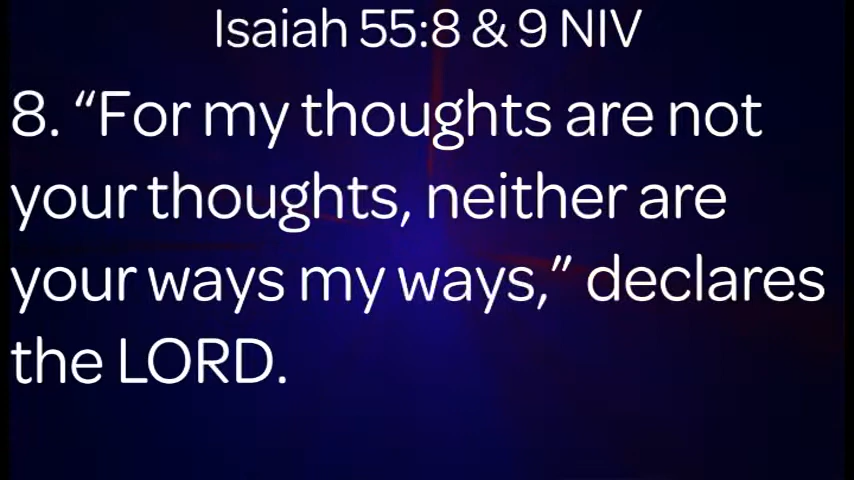 Isaiah 55:8 & 9 NIV
8. “For my thoughts are not
your thoughts, neither are
your ways my ways,” declares
the LORD.